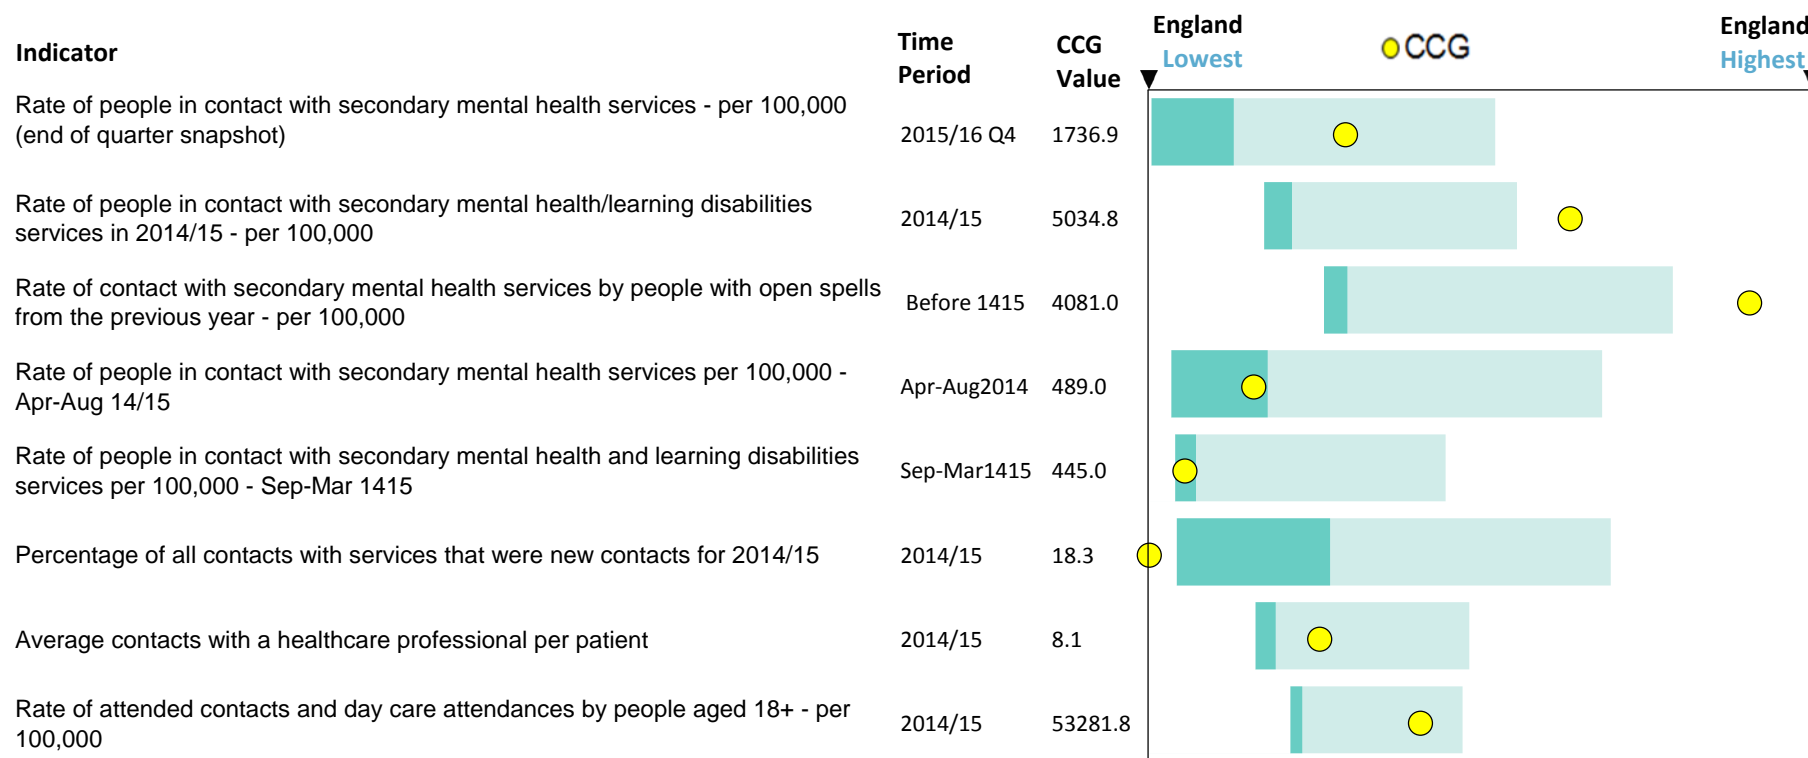 Indicator
Time
Period
CCG
Value
England
Lowest
CCG
England
Highest
Rate of people in contact with secondary mental health services - per 100,000
(end of quarter snapshot)
2015/16 Q4
1736.9
Rate of people in contact with secondary mental health/learning disabilities
services in 2014/15 - per 100,000
2014/15
5034.8
Rate of contact with secondary mental health services by people with open spells
from the previous year - per 100,000
Before 1415
4081.0
Rate of people in contact with secondary mental health services per 100,000 -
Apr-Aug 14/15
Apr-Aug2014
489.0
Rate of people in contact with secondary mental health and learning disabilities
services per 100,000 - Sep-Mar 1415
Sep-Mar1415
445.0
Percentage of all contacts with services that were new contacts for 2014/15
2014/15
18.3
Average contacts with a healthcare professional per patient
2014/15
8.1
Rate of attended contacts and day care attendances by people aged 18+ - per
100,000
2014/15
53281.8